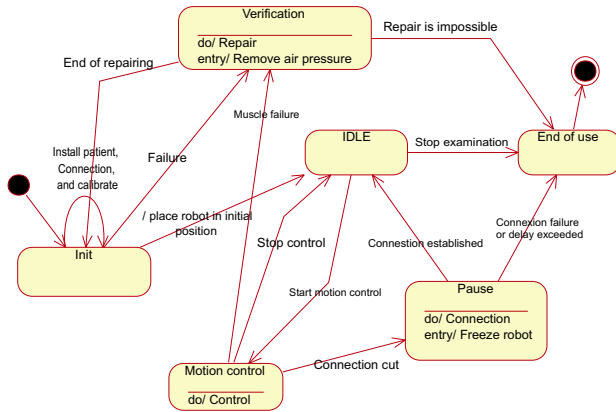 Verification
do/ Repair
entry/ Remove air pressure
Repair is impossible
End of repairing
Muscle failure
Install patient,
Connection,
and calibrate
Failure
IDLE
Stop examination
End of use
/ place robot in initial
position
Init
Stop control
Connestion established
Connexion failure
or delay exceeded
Start motion control
Pause
do/ Connection
entry/ Freeze robot
Motion control
do/ Control
Connection cut